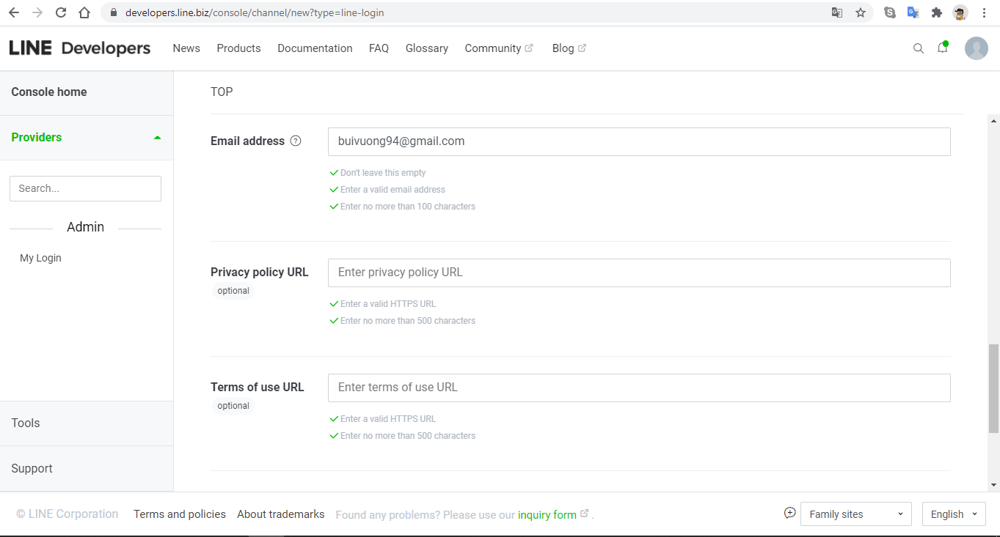 developers.line.biz/console/channel/new?type=line-login
LINE Developers
News
Products
Documentation
FAQ
Glossary
Community
Blog
Console home
Providers
Search...
Admin
My Login
Tools
Support
TOP
Email address ?
buivuong94@gmail.com
Don't leave this empty
Enter a valid email address
Enter no more than 100 characters
Privacy policy URL
optional
Enter privacy policy URL
Enter a valid HTTPS URL
Enter no more than 500 characters
Terms of use URL
optional
Enter terms of use URL
Enter a valid HTTPS URL
Enter no more than 500 characters
© LINE Corporation
Terms and policies
About trademarks
Found any problems? Please use our inquiry form .
Family sites
English